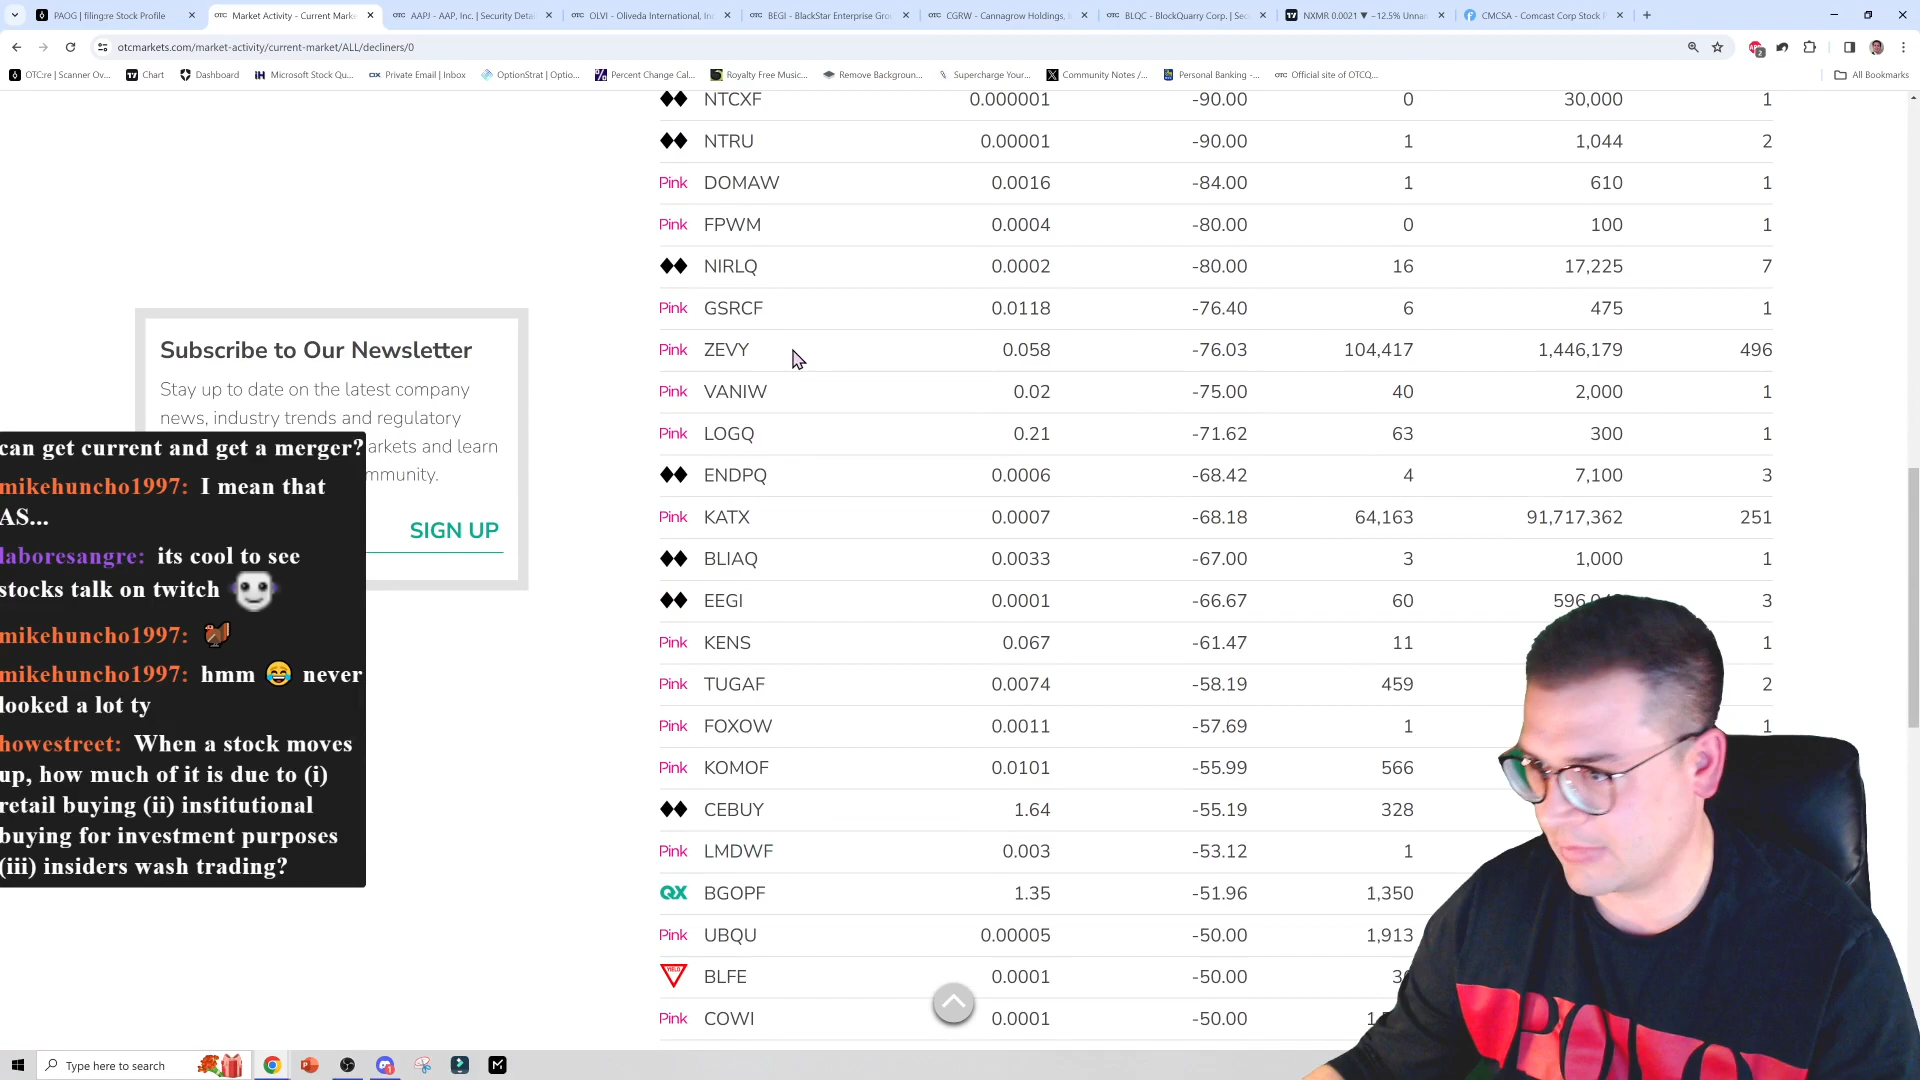 PAOG | filing:re Stock Profile
Market Activity - Current Marke
AAPJ - AAP, Inc. | Security Detai
OLVI - Oliveda International, In
BEGI - BlackStar Enterprise Gro
CGRW - Cannagrow Holdings,
BLQC - BlockQuarry Corp. | Sec
NXMR 0.0021 ▼ −12.5% Unnan
CMCSA - Comcast Corp Stock P
otcmarkets.com/market-activity/current-market/ALL/decliners/0
OTC:re | Scanner Ov...
Chart
Dashboard
Microsoft Stock Qu...
Private Email | Inbox
OptionStrat | Optio...
Percent Change Cal...
Royalty Free Music...
Remove Backgroun...
Supercharge Your...
Community Notes /...
Personal Banking -...
Official site of OTCQ...
All Bookmarks
NTCXF 0.000001 -90.00 0 30,000 1
NTRU 0.00001 -90.00 1 1,044 2
Pink DOMAW 0.0016 -84.00 1 610 1
Pink FPWM 0.0004 -80.00 0 100 1
NIRLQ 0.0002 -80.00 16 17,225 7
Pink GSRCF 0.0118 -76.40 6 475 1
Pink ZEVY 0.058 -76.03 104,417 1,446,179 496
Pink VANIW 0.02 -75.00 40 2,000 1
Pink LOGQ 0.21 -71.62 63 300 1
ENDPQ 0.0006 -68.42 4 7,100 3
Pink KATX 0.0007 -68.18 64,163 91,717,362 251
BLIAQ 0.0033 -67.00 3 1,000 1
EEGI 0.0001 -66.67 60 3
Pink KENS 0.067 -61.47 11 1
Pink TUGAF 0.0074 -58.19 459 2
Pink FOXOW 0.0011 -57.69 1 1
Pink KOMOF 0.0101 -55.99 566
CEBUY 1.64 -55.19 328
Pink LMDWF 0.003 -53.12 1
QX BGOPF 1.35 -51.96 1,350
Pink UBQU 0.00005 -50.00 1,913
YIELD BLFE 0.0001 -50.00
Pink COWI 0.0001 -50.00
Subscribe to Our Newsletter
Stay up to date on the latest company
news, industry trends and regulatory
arkets and learn
mmunity.
SIGN UP
can get current and get a merger?
mikehuncho1997: I mean that
AS...
laboresangre: its cool to see
stocks talk on twitch
mikehuncho1997: 🦃
mikehuncho1997: hmm 😂 never
looked a lot ty
howestreet: When a stock moves
up, how much of it is due to (i)
retail buying (ii) institutional
buying for investment purposes
(iii) insiders wash trading?
POLO
Type here to search